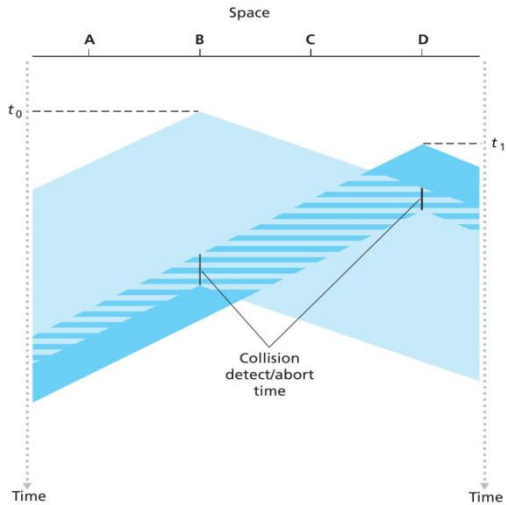 Space
A B C D
t₀
t₁
Collision
detect/abort
time
Time Time